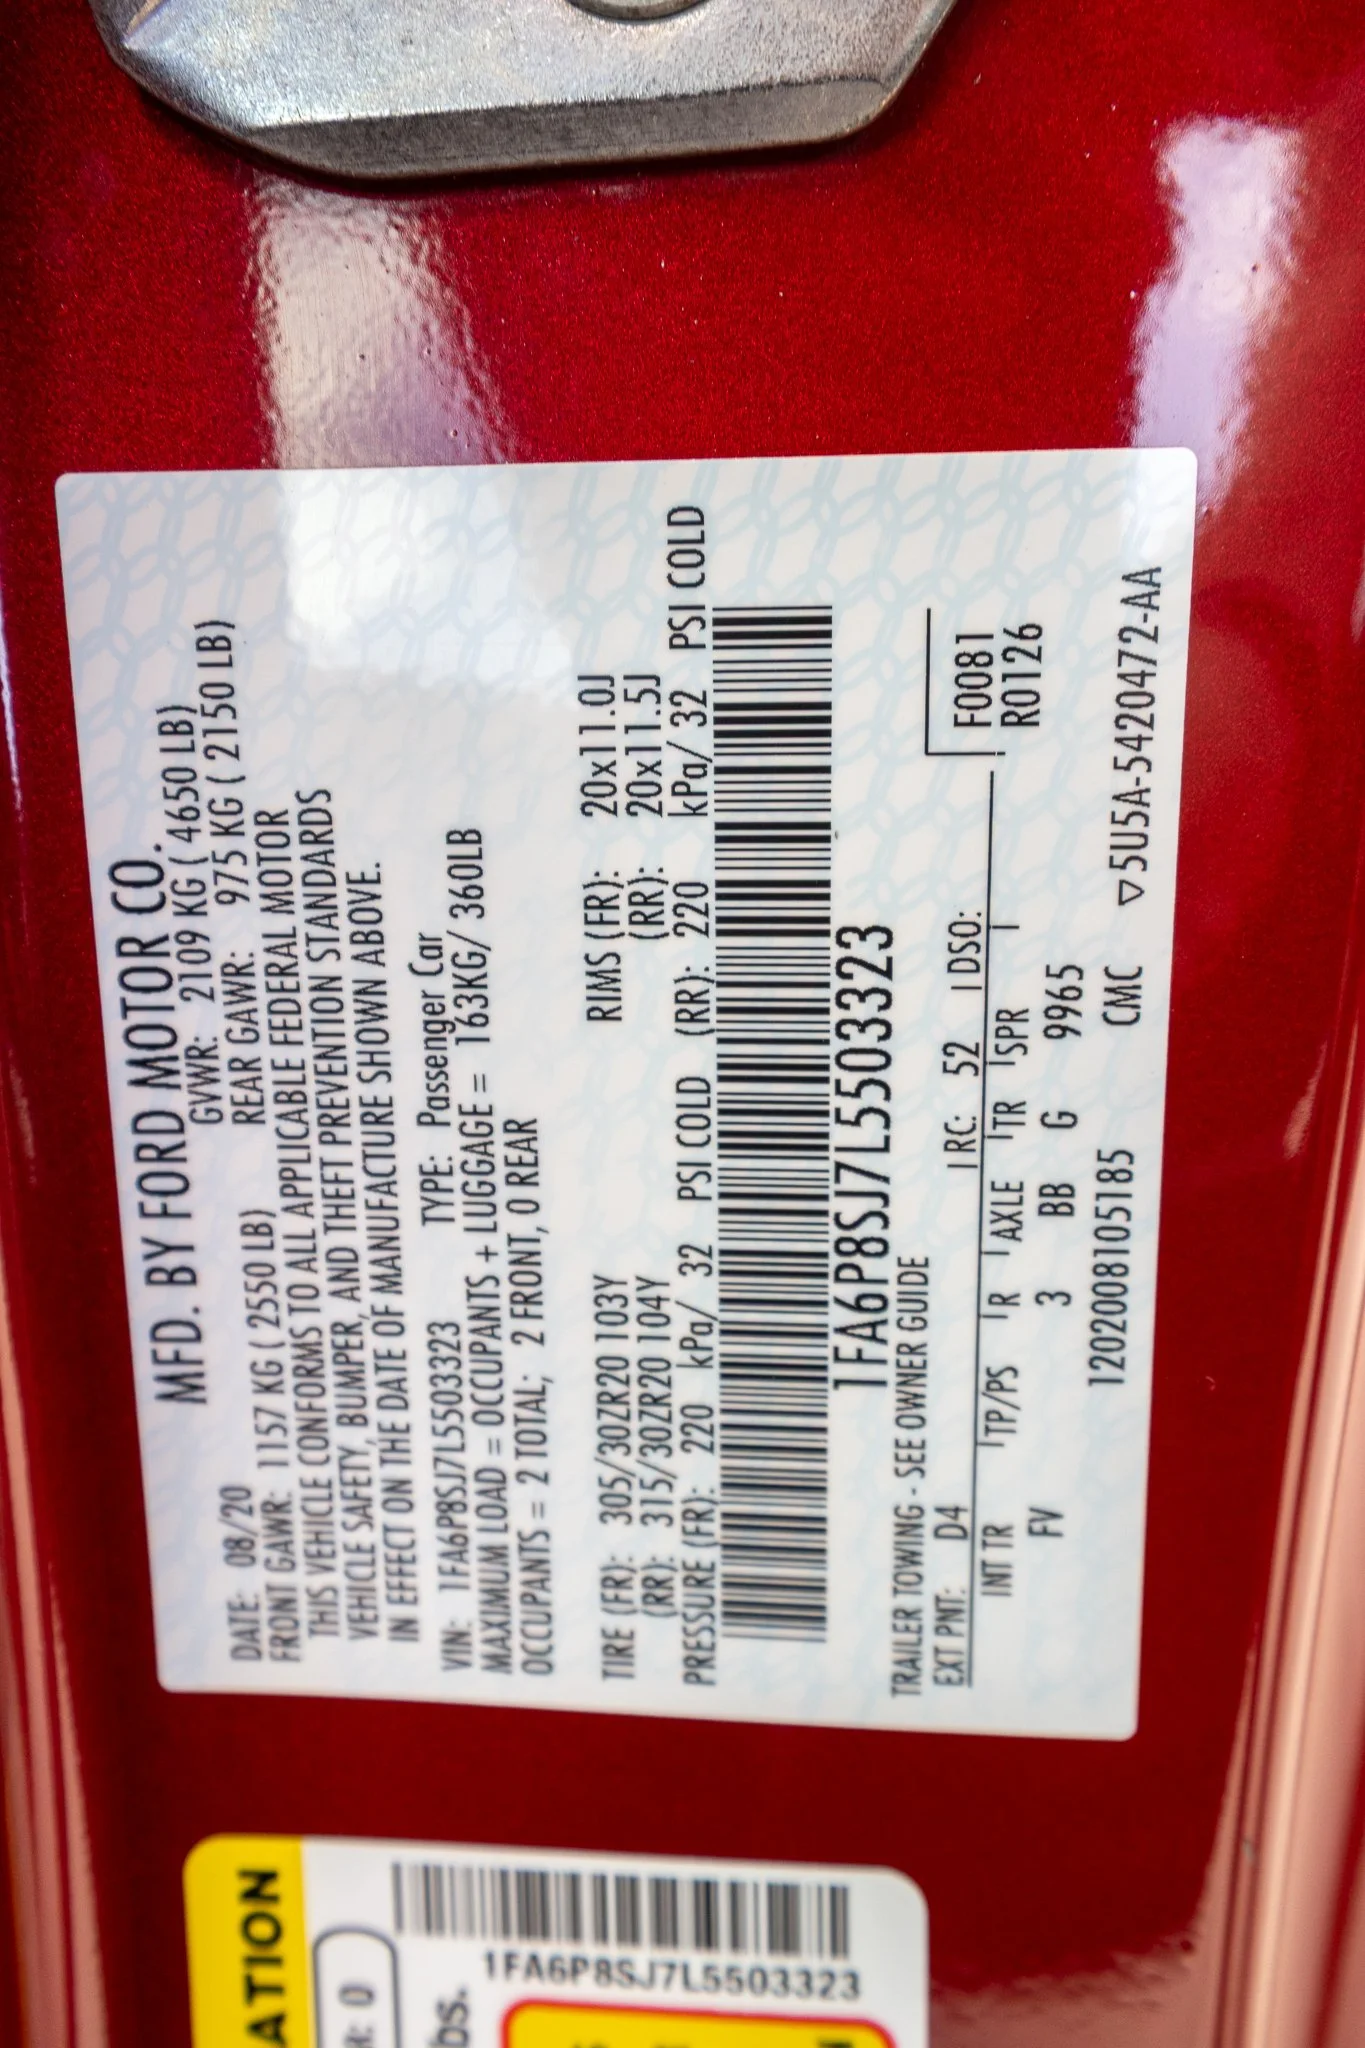 MFD. BY FORD MOTOR CO.
DATE: 08/20 GVWR: 2109 KG ( 4650 LB)
FRONT GAWR: 1157 KG ( 2550 LB) REAR GAWR: 975 KG ( 2150 LB)
THIS VEHICLE CONFORMS TO ALL APPLICABLE FEDERAL MOTOR
VEHICLE SAFETY, BUMPER, AND THEFT PREVENTION STANDARDS
IN EFFECT ON THE DATE OF MANUFACTURE SHOWN ABOVE.
VIN: 1FA6P8SJ7L5503323 TYPE: Passenger Car
MAXIMUM LOAD = OCCUPANTS + LUGGAGE = 163KG/ 360LB
OCCUPANTS = 2 TOTAL; 2 FRONT, 0 REAR
TIRE (FR): 305/30ZR20 103Y RIMS (FR): 20x11.0J
(RR): 315/30ZR20 104Y (RR): 20x11.5J
PRESSURE (FR): 220 kPa/ 32 PSI COLD (RR): 220 kPa/ 32 PSI COLD
1FA6P8SJ7L5503323
TRAILER TOWING - SEE OWNER GUIDE
EXT PNT: D4 RC: 52 DSO:
F0081
R0126
INT TR TP/PS R AXLE TR SPR
FV 3 BB G 9965
1202008105185 CMC ▽5U5A-5420472-AA
ATION
R: 0
bs.
1FA6P8SJ7L5503323